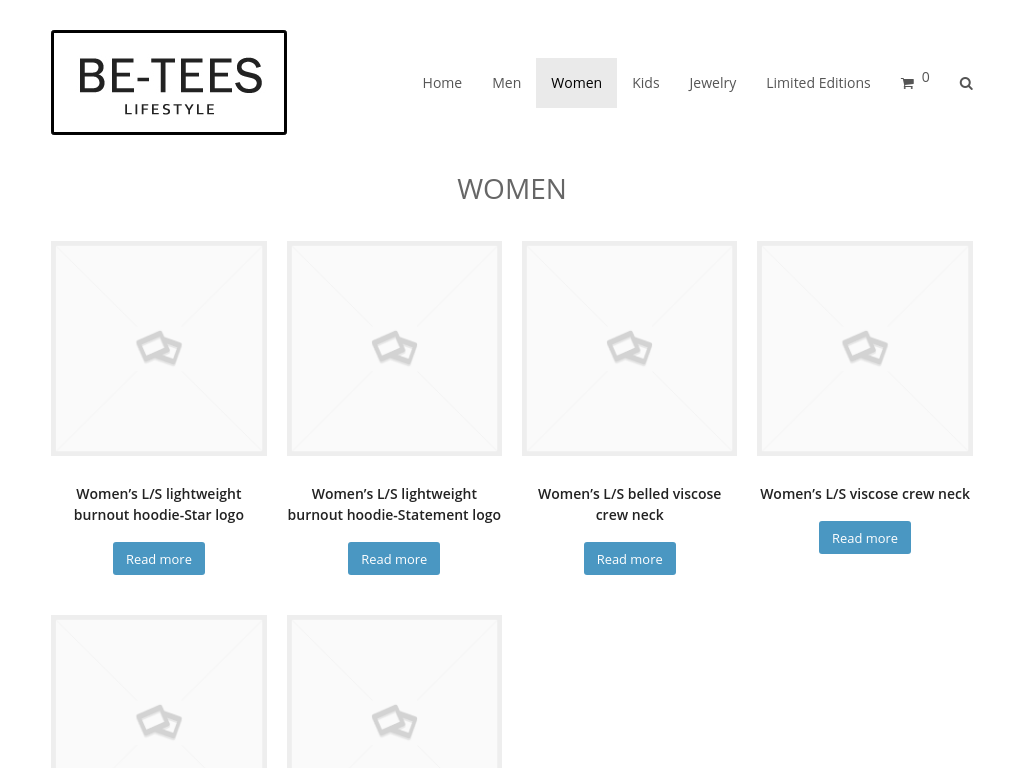 BE-TEES
LIFESTYLE
Home Men Women Kids Jewelry Limited Editions 0
WOMEN
Women’s L/S lightweight
burnout hoodie-Star logo
Read more
Women’s L/S lightweight
burnout hoodie-Statement logo
Read more
Women’s L/S belled viscose
crew neck
Read more
Women’s L/S viscose crew neck
Read more